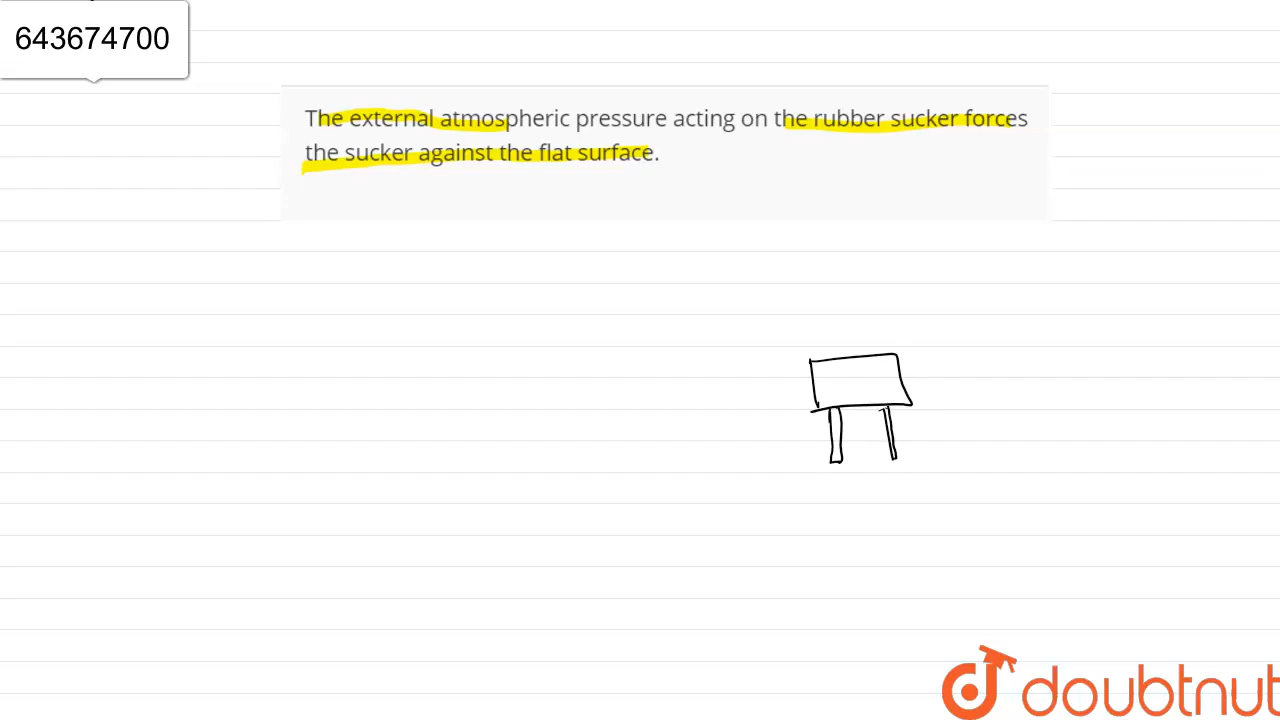 643674700
The external atmospheric pressure acting on the rubber sucker forces
the sucker against the flat surface.
doubtnut